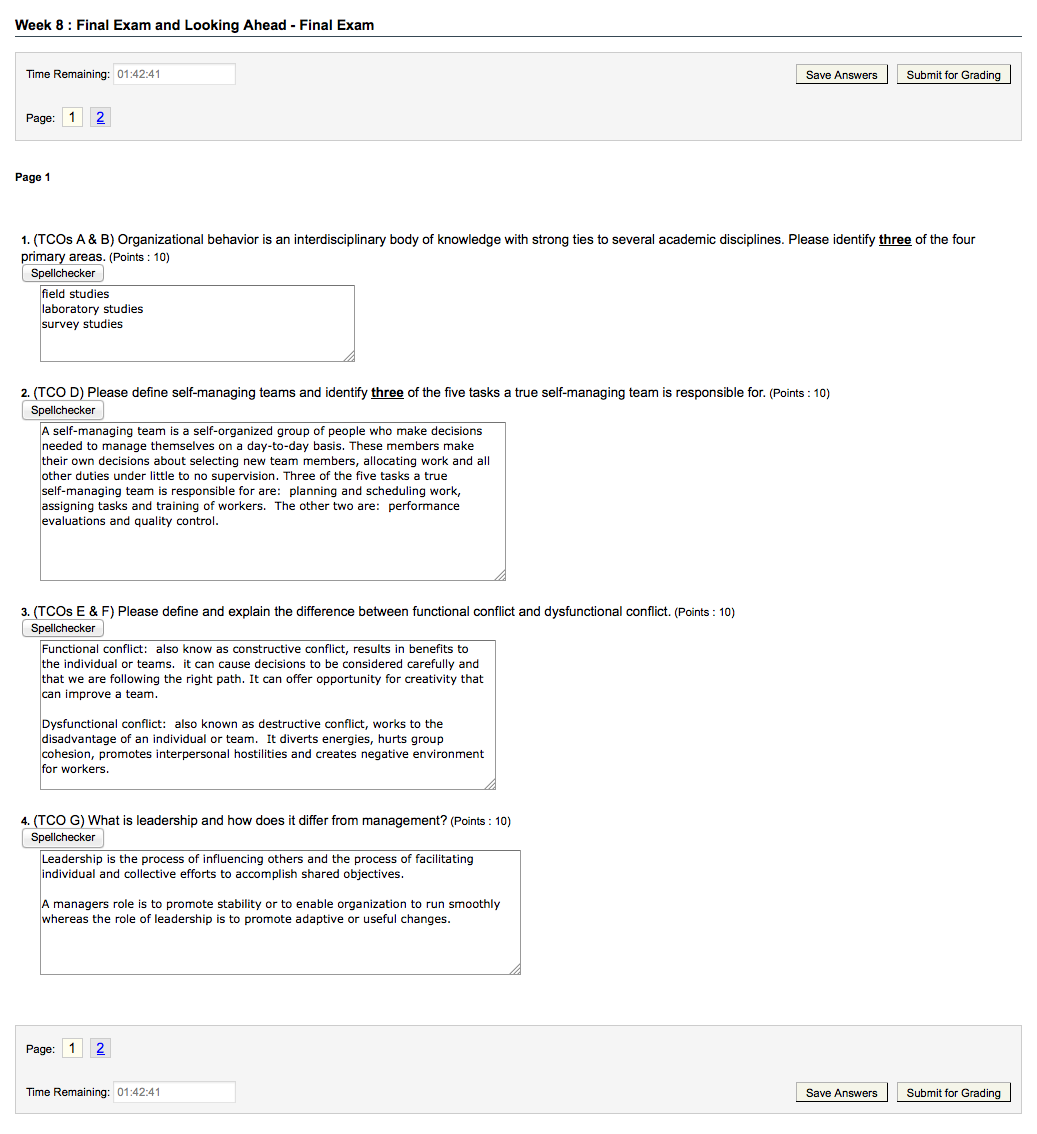 Week 8 : Final Exam and Looking Ahead - Final Exam
Time Remaining: 01:42:41
Save Answers
Submit for Grading
Page: 1 2
Page 1
1. (TCOs A & B) Organizational behavior is an interdisciplinary body of knowledge with strong ties to several academic disciplines. Please identify three of the four
primary areas. (Points : 10)
Spellchecker
field studies
laboratory studies
survey studies
2. (TCO D) Please define self-managing teams and identify three of the five tasks a true self-managing team is responsible for. (Points : 10)
Spellchecker
A self-managing team is a self-organized group of people who make decisions
needed to manage themselves on a day-to-day basis. These members make
their own decisions about selecting new team members, allocating work and all
other duties under little to no supervision. Three of the five tasks a true
self-managing team is responsible for are:  planning and scheduling work,
assigning tasks and training of workers.  The other two are:  performance
evaluations and quality control.
3. (TCOs E & F) Please define and explain the difference between functional conflict and dysfunctional conflict. (Points : 10)
Spellchecker
Functional conflict:  also know as constructive conflict, results in benefits to
the individual or teams.  it can cause decisions to be considered carefully and
that we are following the right path. It can offer opportunity for creativity that
can improve a team.
Dysfunctional conflict:  also known as destructive conflict, works to the
disadvantage of an individual or team.  It diverts energies, hurts group
cohesion, promotes interpersonal hostilities and creates negative environment
for workers.
4. (TCO G) What is leadership and how does it differ from management? (Points : 10)
Spellchecker
Leadership is the process of influencing others and the process of facilitating
individual and collective efforts to accomplish shared objectives.
A managers role is to promote stability or to enable organization to run smoothly
whereas the role of leadership is to promote adaptive or useful changes.
Page: 1 2
Time Remaining: 01:42:41
Save Answers
Submit for Grading